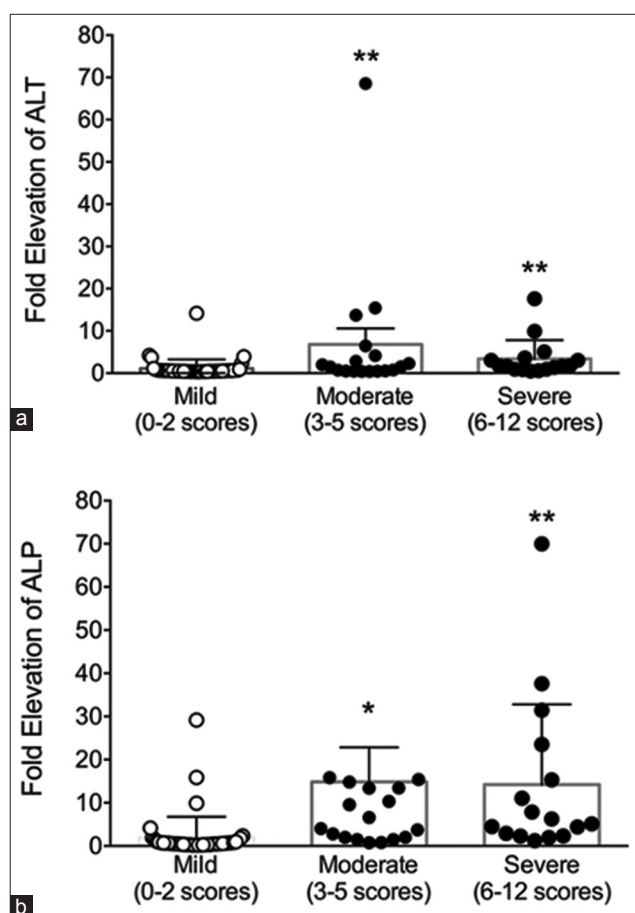 80
70
60
50
40
30
20
10
0
Fold Elevation of ALT
**
**
Mild
(0-2 scores)
Moderate
(3-5 scores)
Severe
(6-12 scores)
a
80
70
60
50
40
30
20
10
0
Fold Elevation of ALP
*
**
Mild
(0-2 scores)
Moderate
(3-5 scores)
Severe
(6-12 scores)
b